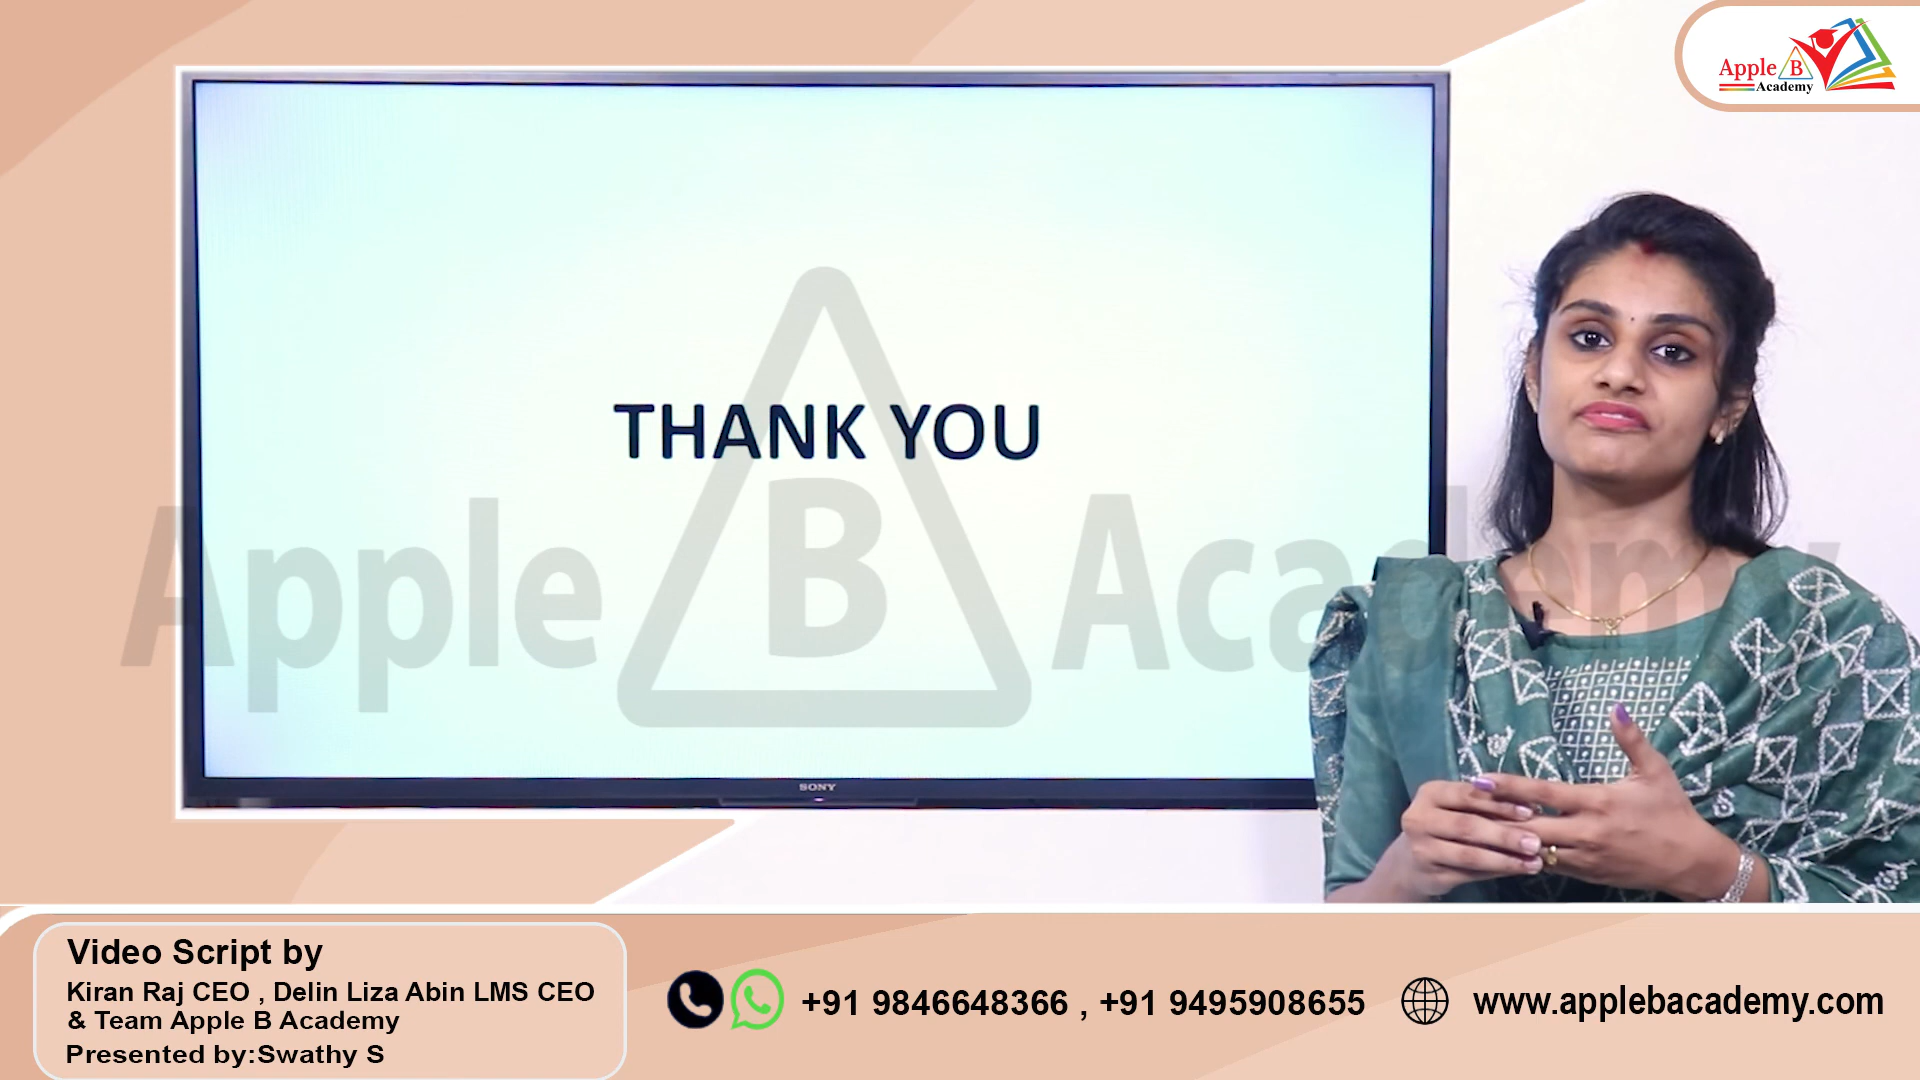 Apple B
Academy
THANK YOU
Apple B Academy
SONY
Video Script by
Kiran Raj CEO , Delin Liza Abin LMS CEO
& Team Apple B Academy
Presented by:Swathy S
+91 9846648366 , +91 9495908655
www.applebacademy.com